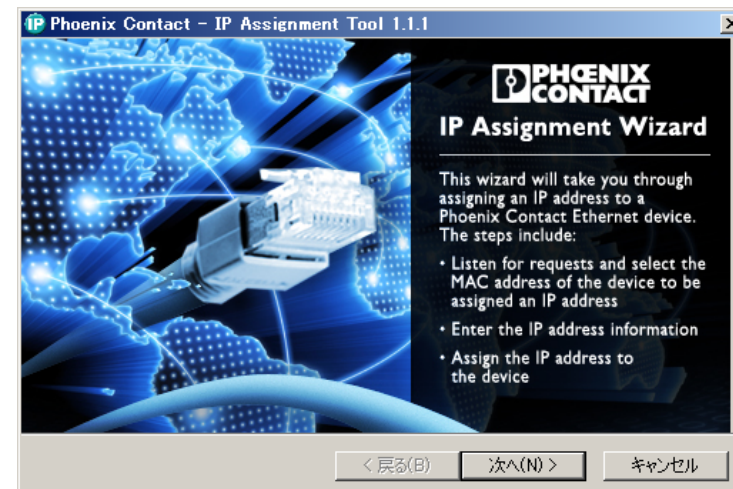 Phoenix Contact - IP Assignment Tool 1.1.1
PHŒNIX
CONTACT
IP Assignment Wizard
This wizard will take you through
assigning an IP address to a
Phoenix Contact Ethernet device.
The steps include:
• Listen for requests and select the
MAC address of the device to be
assigned an IP address
• Enter the IP address information
• Assign the IP address to
the device
< 戻る(B)
次へ(N) >
キャンセル